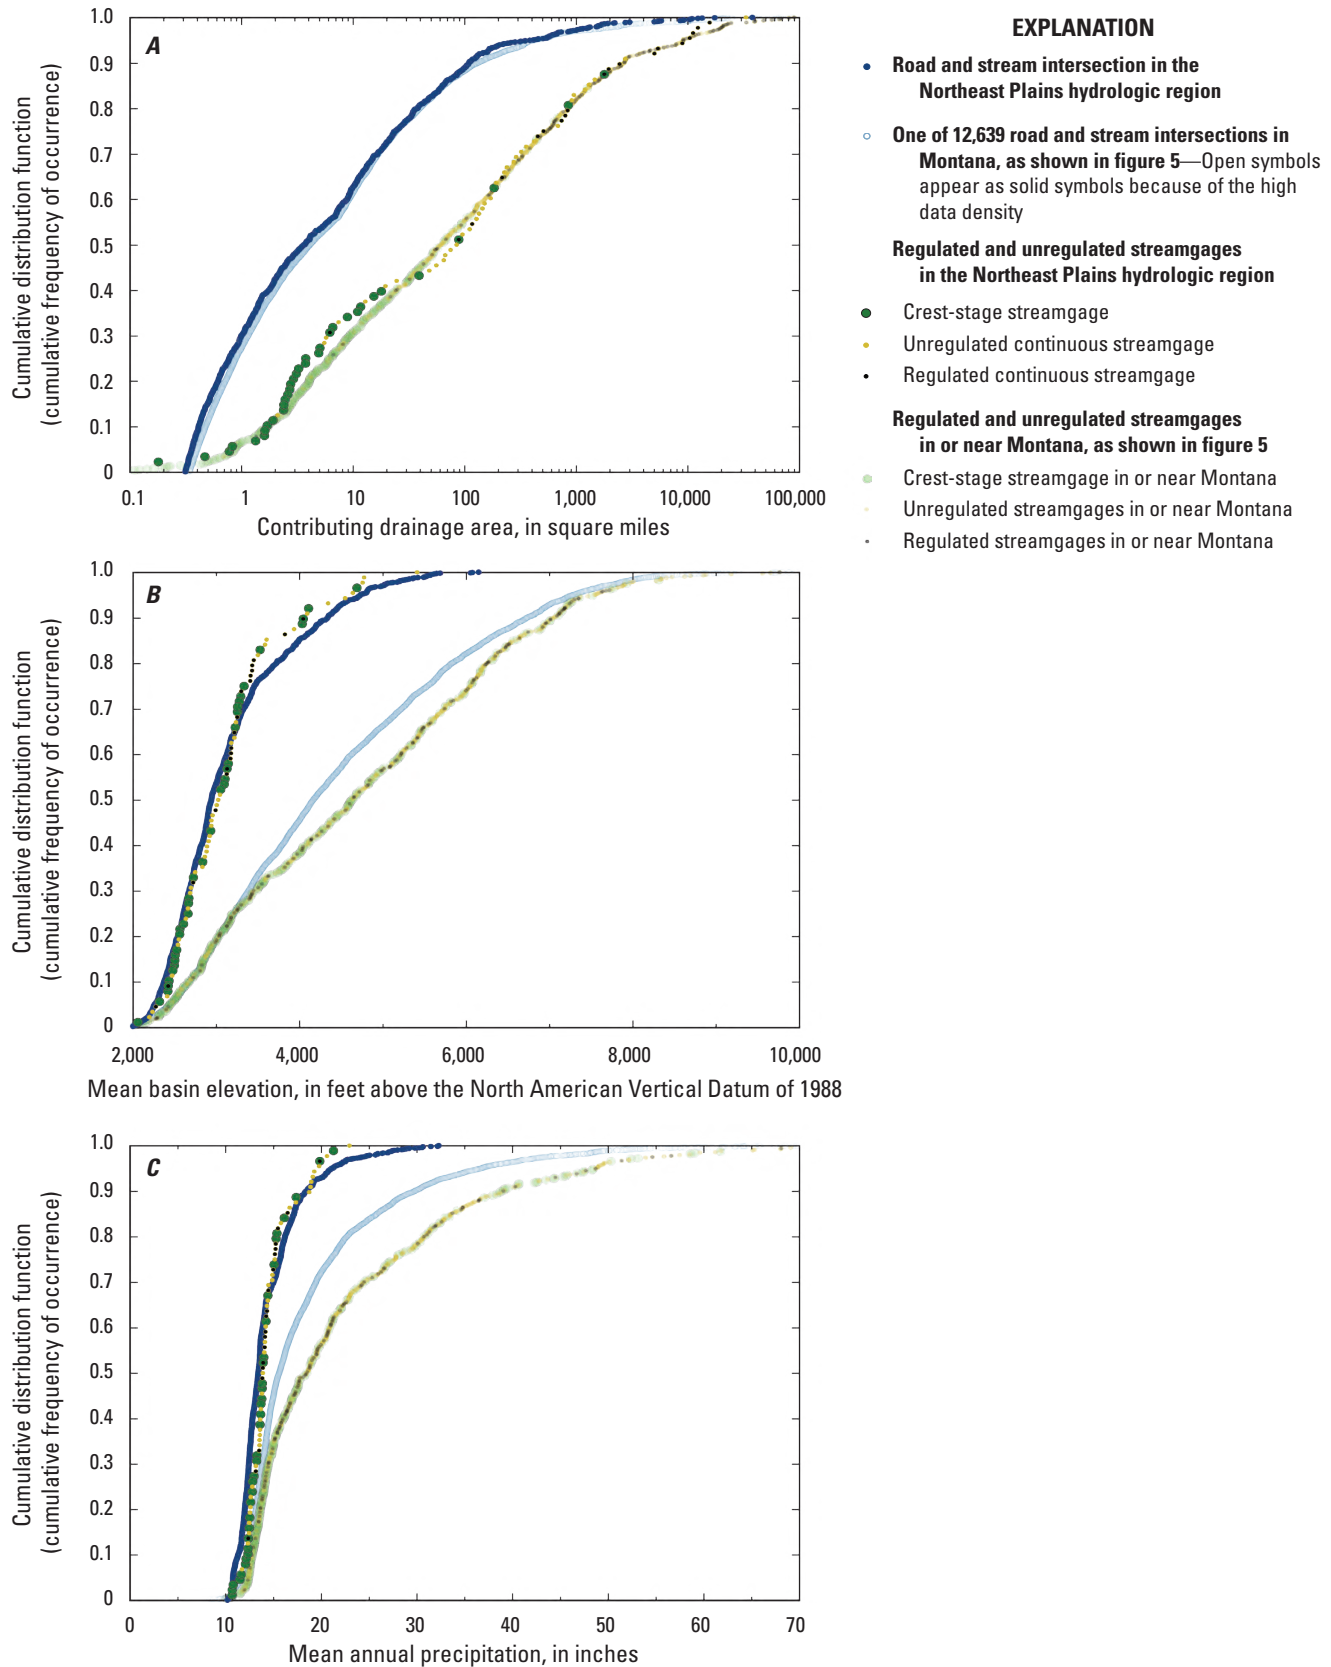 A
1.0
0.9
0.8
0.7
0.6
0.5
0.4
0.3
0.2
0.1
0
Cumulative distribution function
(cumulative frequency of occurrence)
0.1 1 10 100 1,000 10,000 100,000
Contributing drainage area, in square miles
B
1.0
0.9
0.8
0.7
0.6
0.5
0.4
0.3
0.2
0.1
0
Cumulative distribution function
(cumulative frequency of occurrence)
2,000 4,000 6,000 8,000 10,000
Mean basin elevation, in feet above the North American Vertical Datum of 1988
C
1.0
0.9
0.8
0.7
0.6
0.5
0.4
0.3
0.2
0.1
0
Cumulative distribution function
(cumulative frequency of occurrence)
0 10 20 30 40 50 60 70
Mean annual precipitation, in inches
EXPLANATION
Road and stream intersection in the
Northeast Plains hydrologic region
One of 12,639 road and stream intersections in
Montana, as shown in figure 5—Open symbols
appear as solid symbols because of the high
data density
Regulated and unregulated streamgages
in the Northeast Plains hydrologic region
Crest-stage streamgage
Unregulated continuous streamgage
Regulated continuous streamgage
Regulated and unregulated streamgages
in or near Montana, as shown in figure 5
Crest-stage streamgage in or near Montana
Unregulated streamgages in or near Montana
Regulated streamgages in or near Montana